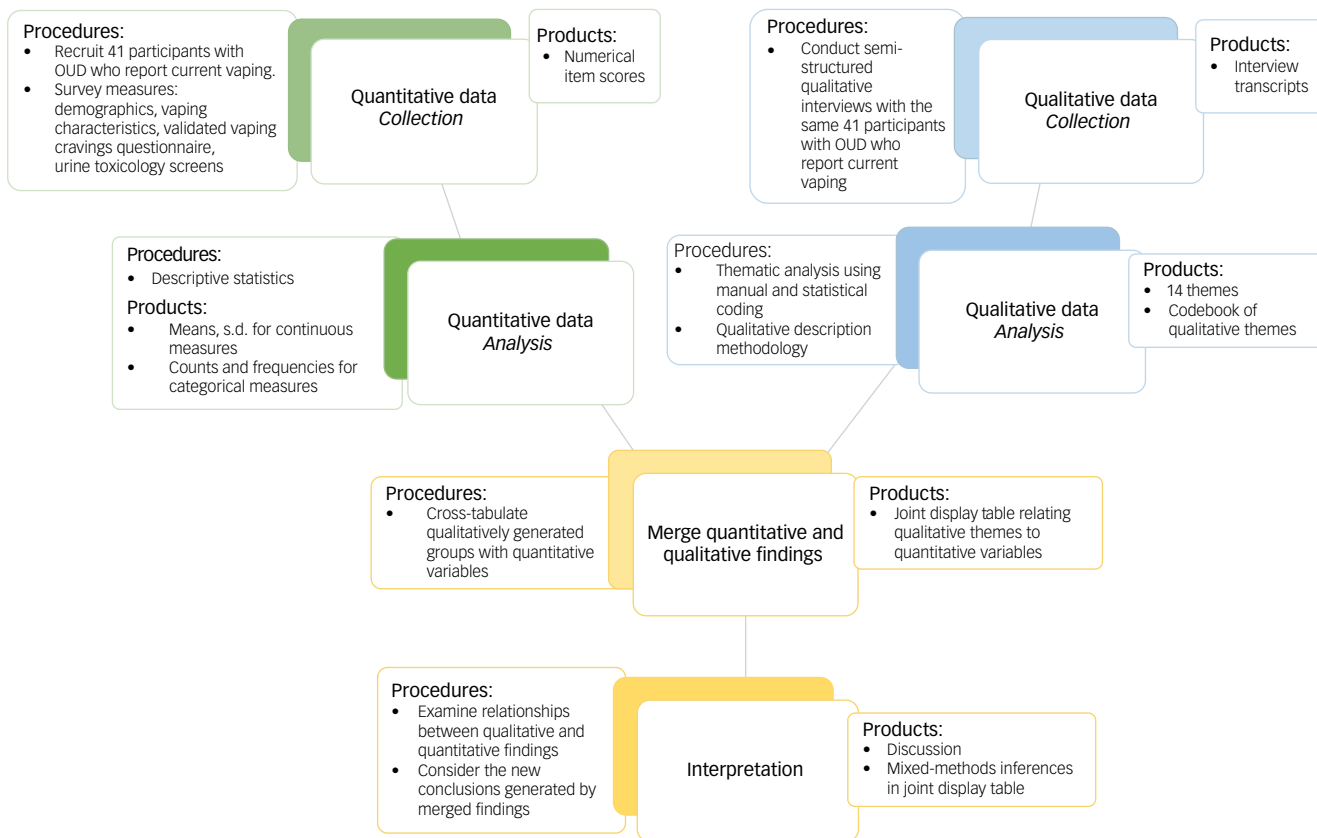 Procedures:
• Recruit 41 participants with
OUD who report current vaping.
• Survey measures:
demographics, vaping
characteristics, validated vaping
cravings questionnaire,
urine toxicology screens
Quantitative data
Collection
Products:
• Numerical
item scores
Procedures:
• Conduct semi-
structured
qualitative
interviews with the
same 41 participants
with OUD who
report current
vaping
Qualitative data
Collection
Products:
• Interview
transcripts
Procedures:
• Descriptive statistics
Products:
• Means, s.d. for continuous
measures
• Counts and frequencies for
categorical measures
Quantitative data
Analysis
Procedures:
• Thematic analysis using
manual and statistical
coding
• Qualitative description
methodology
Qualitative data
Analysis
Products:
• 14 themes
• Codebook of
qualitative themes
Procedures:
• Cross-tabulate
qualitatively generated
groups with quantitative
variables
Merge quantitative and
qualitative findings
Products:
• Joint display table relating
qualitative themes to
quantitative variables
Procedures:
• Examine relationships
between qualitative and
quantitative findings
• Consider the new
conclusions generated by
merged findings
Interpretation
Products:
• Discussion
• Mixed-methods inferences
in joint display table